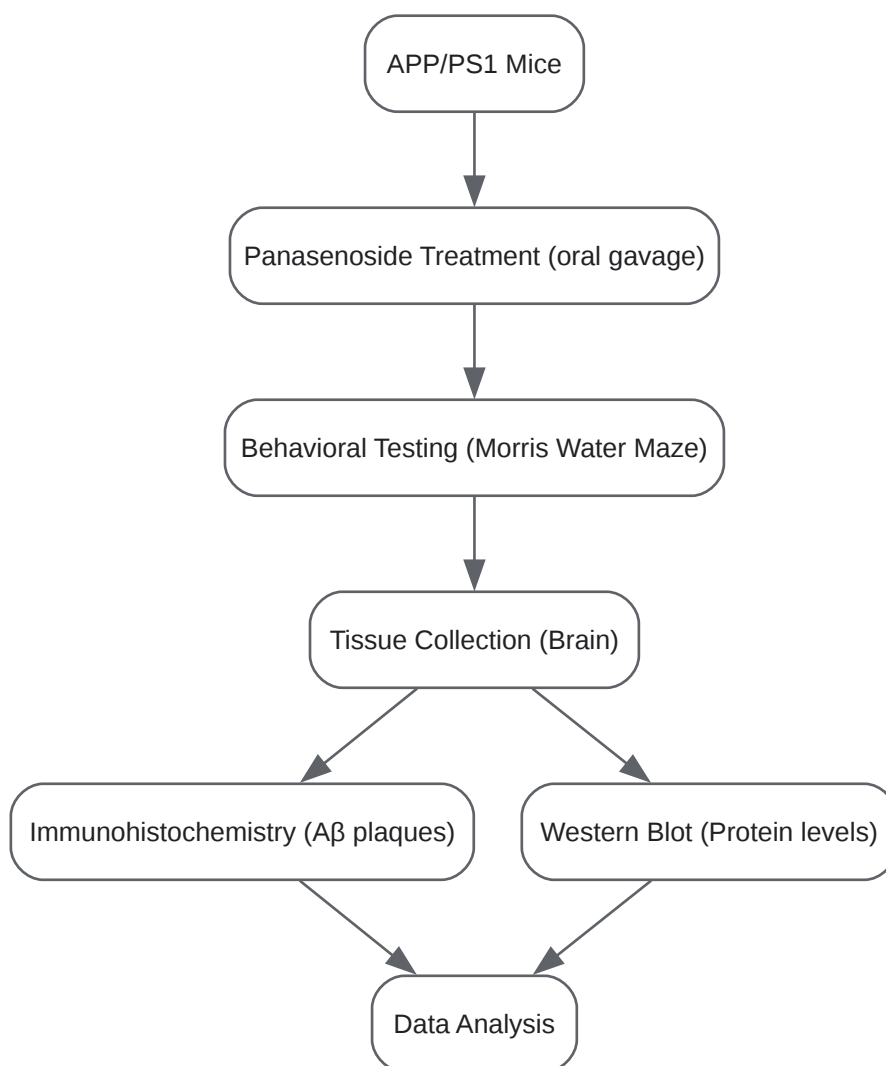 APP/PS1 Mice
Panasenoside Treatment (oral gavage)
Behavioral Testing (Morris Water Maze)
Tissue Collection (Brain)
Immunohistochemistry (Aβ plaques)
Western Blot (Protein levels)
Data Analysis